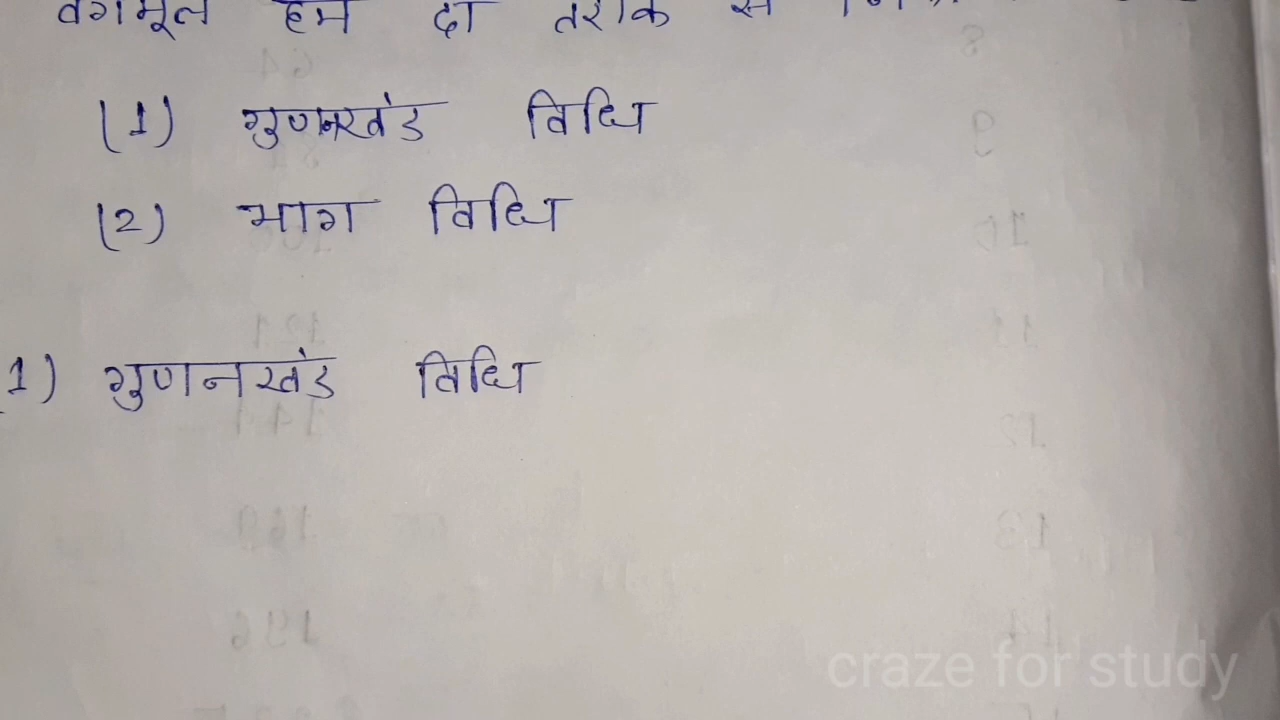 वर्गमूल हम दो तरीके से
(1) गुणनखंड विधि
(2) भाग विधि
(1) गुणनखंड विधि
craze for study